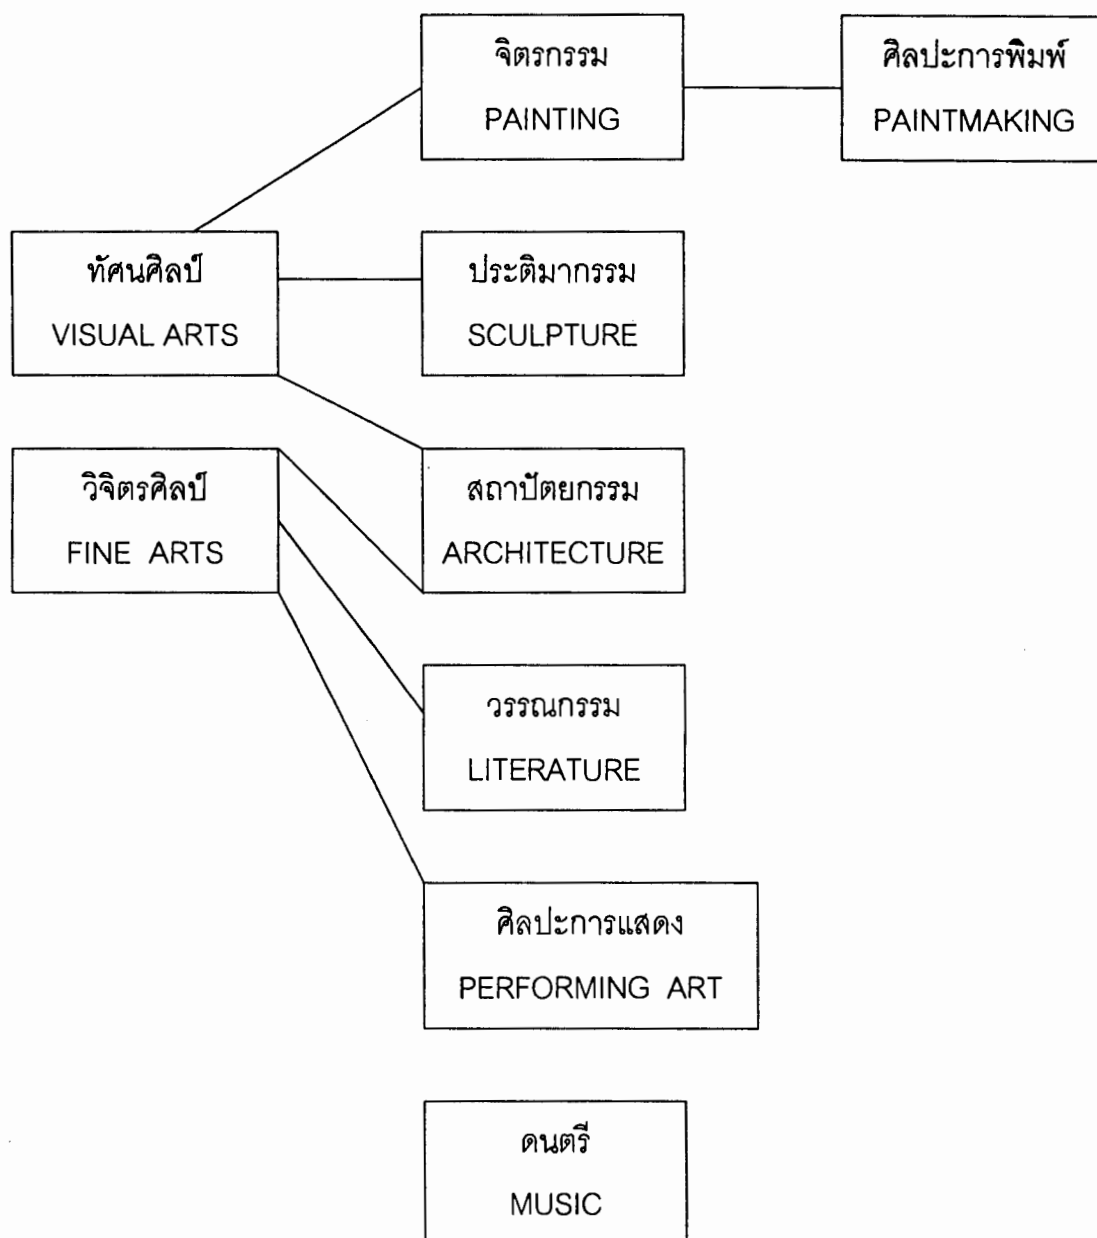 จิตรกรรม
PAINTING
ศิลปะการพิมพ์
PAINTMAKING
ทัศนศิลป์
VISUAL ARTS
ประติมากรรม
SCULPTURE
วิจิตรศิลป์
FINE ARTS
สถาปัตยกรรม
ARCHITECTURE
วรรณกรรม
LITERATURE
ศิลปะการแสดง
PERFORMING ART
ดนตรี
MUSIC